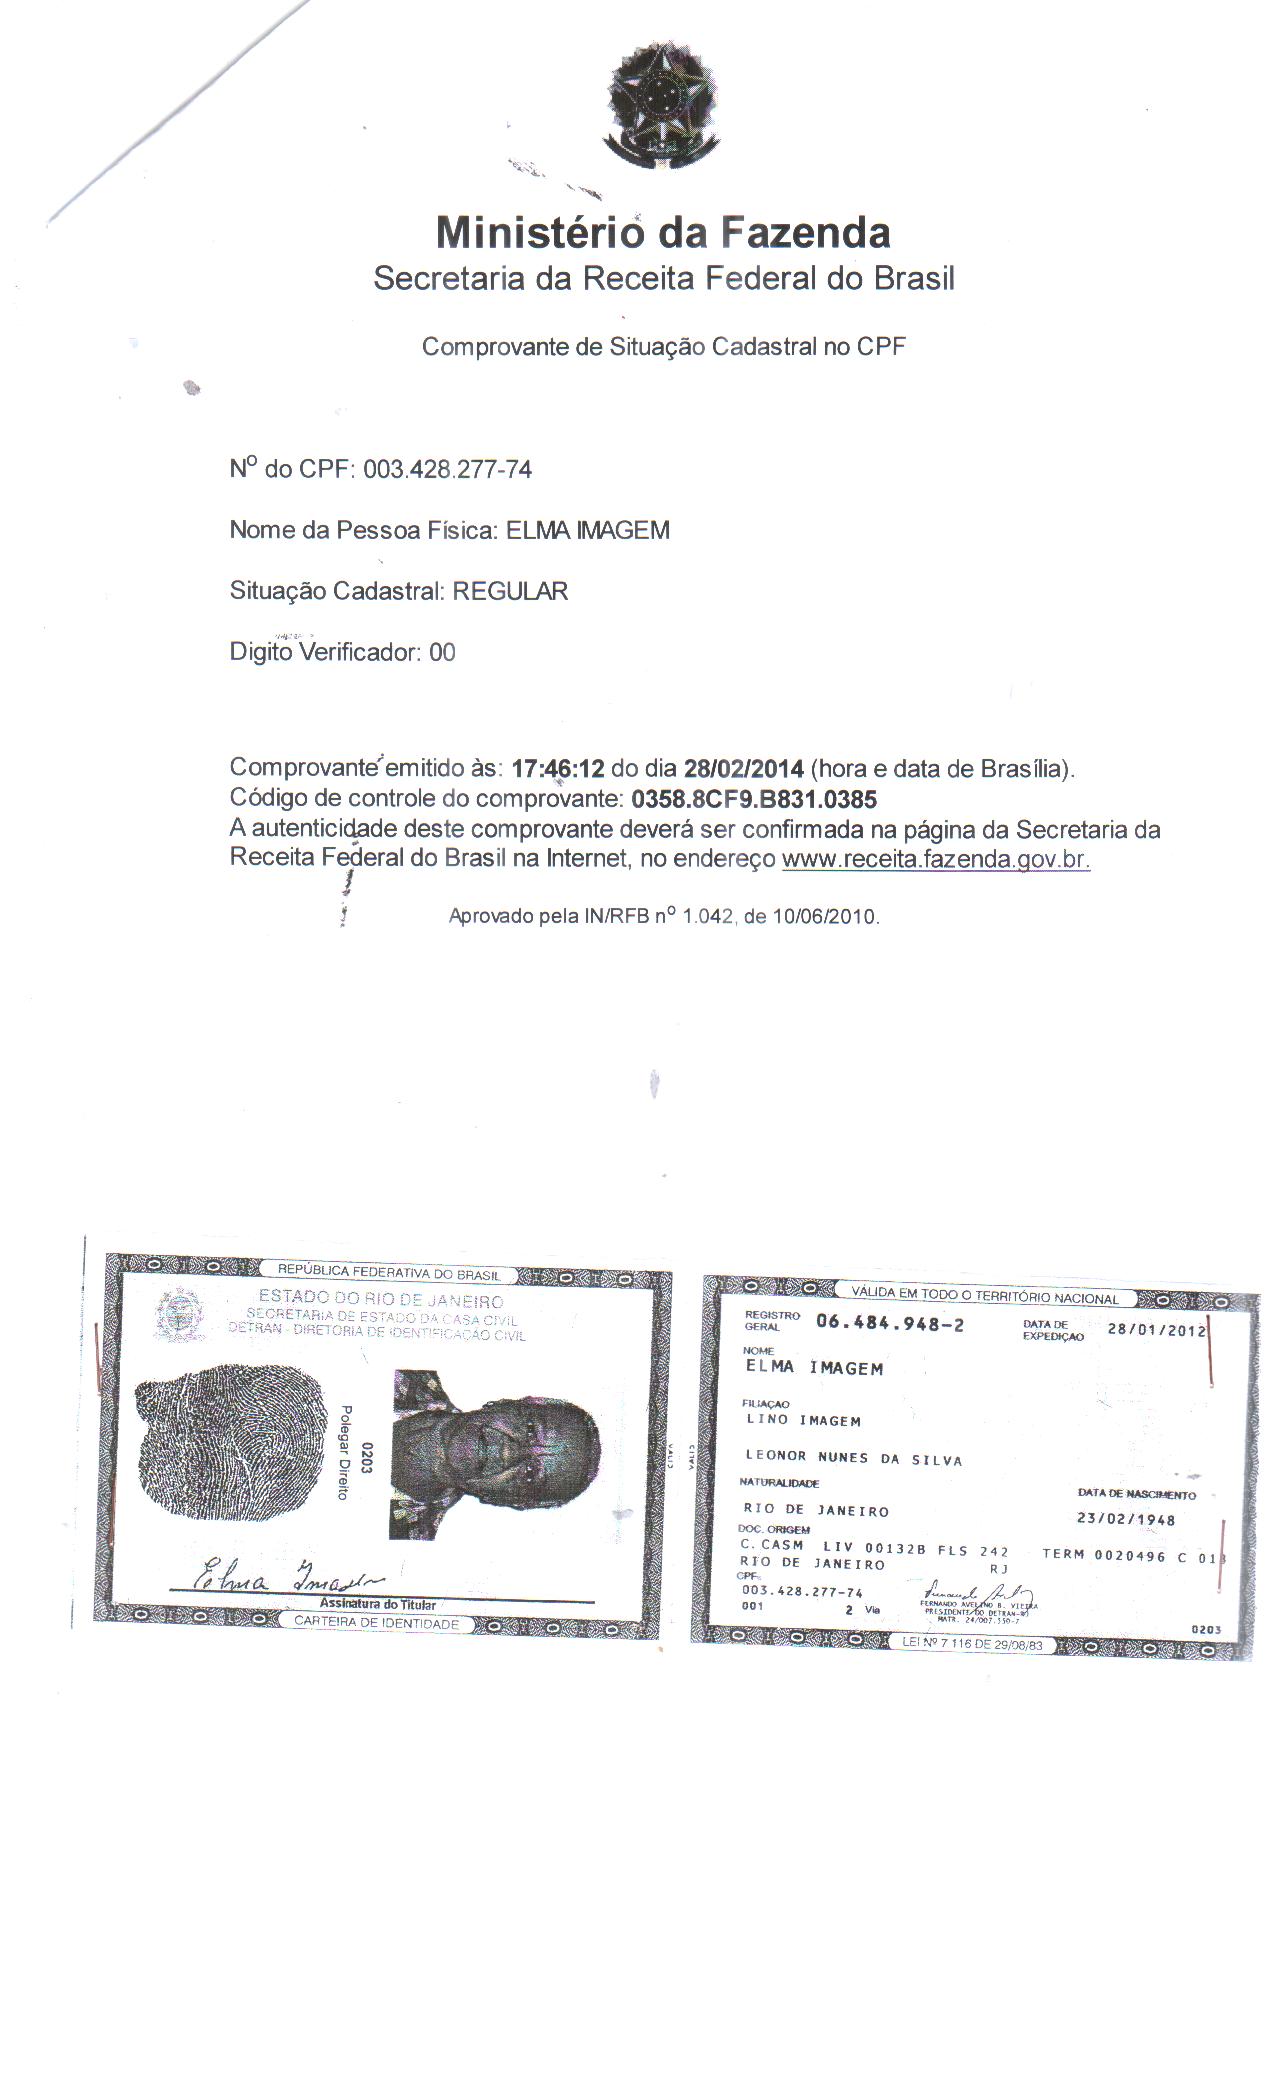 Ministério da Fazenda
Secretaria da Receita Federal do Brasil
Comprovante de Situação Cadastral no CPF
Nº do CPF: 003.428.277-74
Nome da Pessoa Física: ELMA IMAGEM
Situação Cadastral: REGULAR
Digito Verificador: 00
Comprovante emitido às: 17:46:12 do dia 28/02/2014 (hora e data de Brasília).
Código de controle do comprovante: 0358.8CF9.B831.0385
A autenticidade deste comprovante deverá ser confirmada na página da Secretaria da
Receita Federal do Brasil na Internet, no endereço www.receita.fazenda.gov.br.
Aprovado pela IN/RFB nº 1.042, de 10/06/2010.
REPÚBLICA FEDERATIVA DO BRASIL
ESTADO DO RIO DE JANEIRO
SECRETARIA DE ESTADO DA CASA CIVIL
DETRAN - DIRETORIA DE IDENTIFICAÇÃO CIVIL
0203
Polegar Direito
Elma Imagem
Assinatura do Titular
CARTEIRA DE IDENTIDADE
VÁLIDA EM TODO O TERRITÓRIO NACIONAL
REGISTRO GERAL 06.484.948-2 DATA DE EXPEDIÇÃO 28/01/2012
NOME
ELMA IMAGEM
FILIAÇÃO
LINO IMAGEM
LEONOR NUNES DA SILVA
NATURALIDADE
RIO DE JANEIRO
DATA DE NASCIMENTO
23/02/1948
DOC. ORIGEM
C. CASM LIV 00132B FLS 242 TERM 0020496 C 01
RIO DE JANEIRO RJ
CPF
003.428.277-74
001 2 Via
FERNANDO AVELINO B. VIEIRA
PRESIDENTE DO DETRAN-RJ
MATR. 24/007.550-7
0203
LEI Nº 7 116 DE 29/08/83